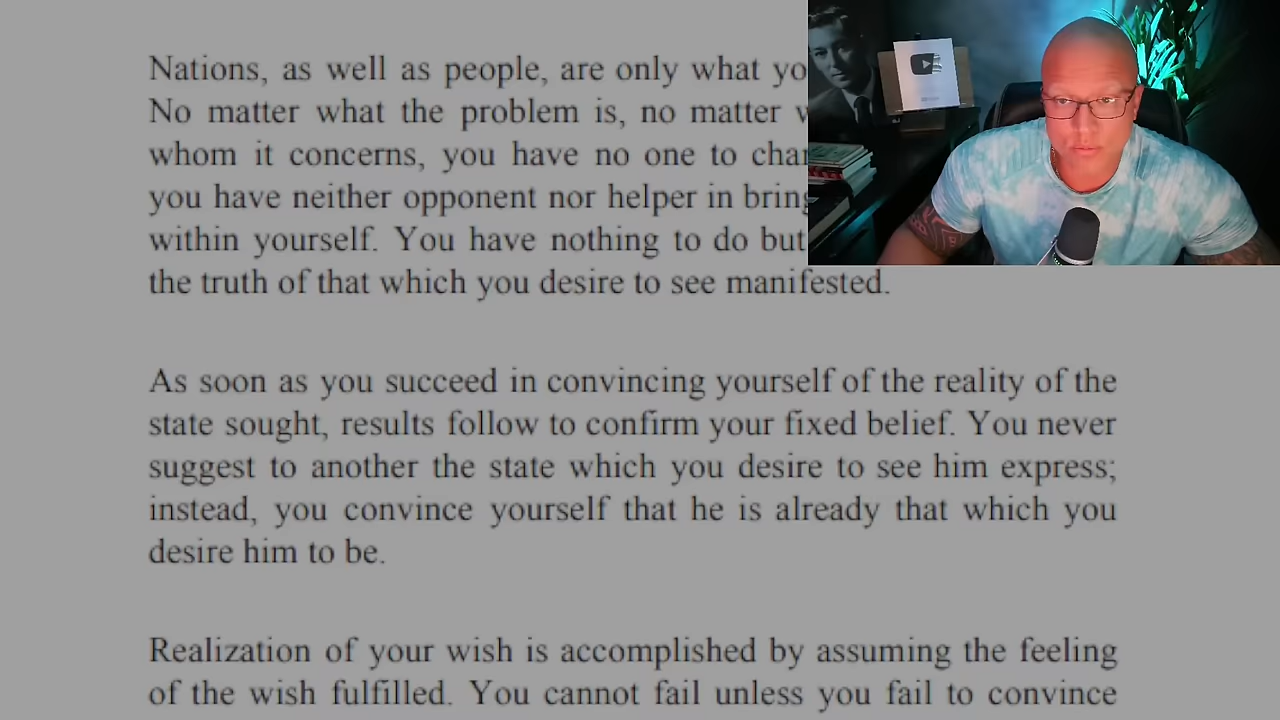 Nations, as well as people, are only what
No matter what the problem is, no matter
whom it concerns, you have no one to
you have neither opponent nor helper in
within yourself. You have nothing to do but
the truth of that which you desire to see manifested.
As soon as you succeed in convincing yourself of the reality of the
state sought, results follow to confirm your fixed belief. You never
suggest to another the state which you desire to see him express;
instead, you convince yourself that he is already that which you
desire him to be.
Realization of your wish is accomplished by assuming the feeling
of the wish fulfilled. You cannot fail unless you fail to convince